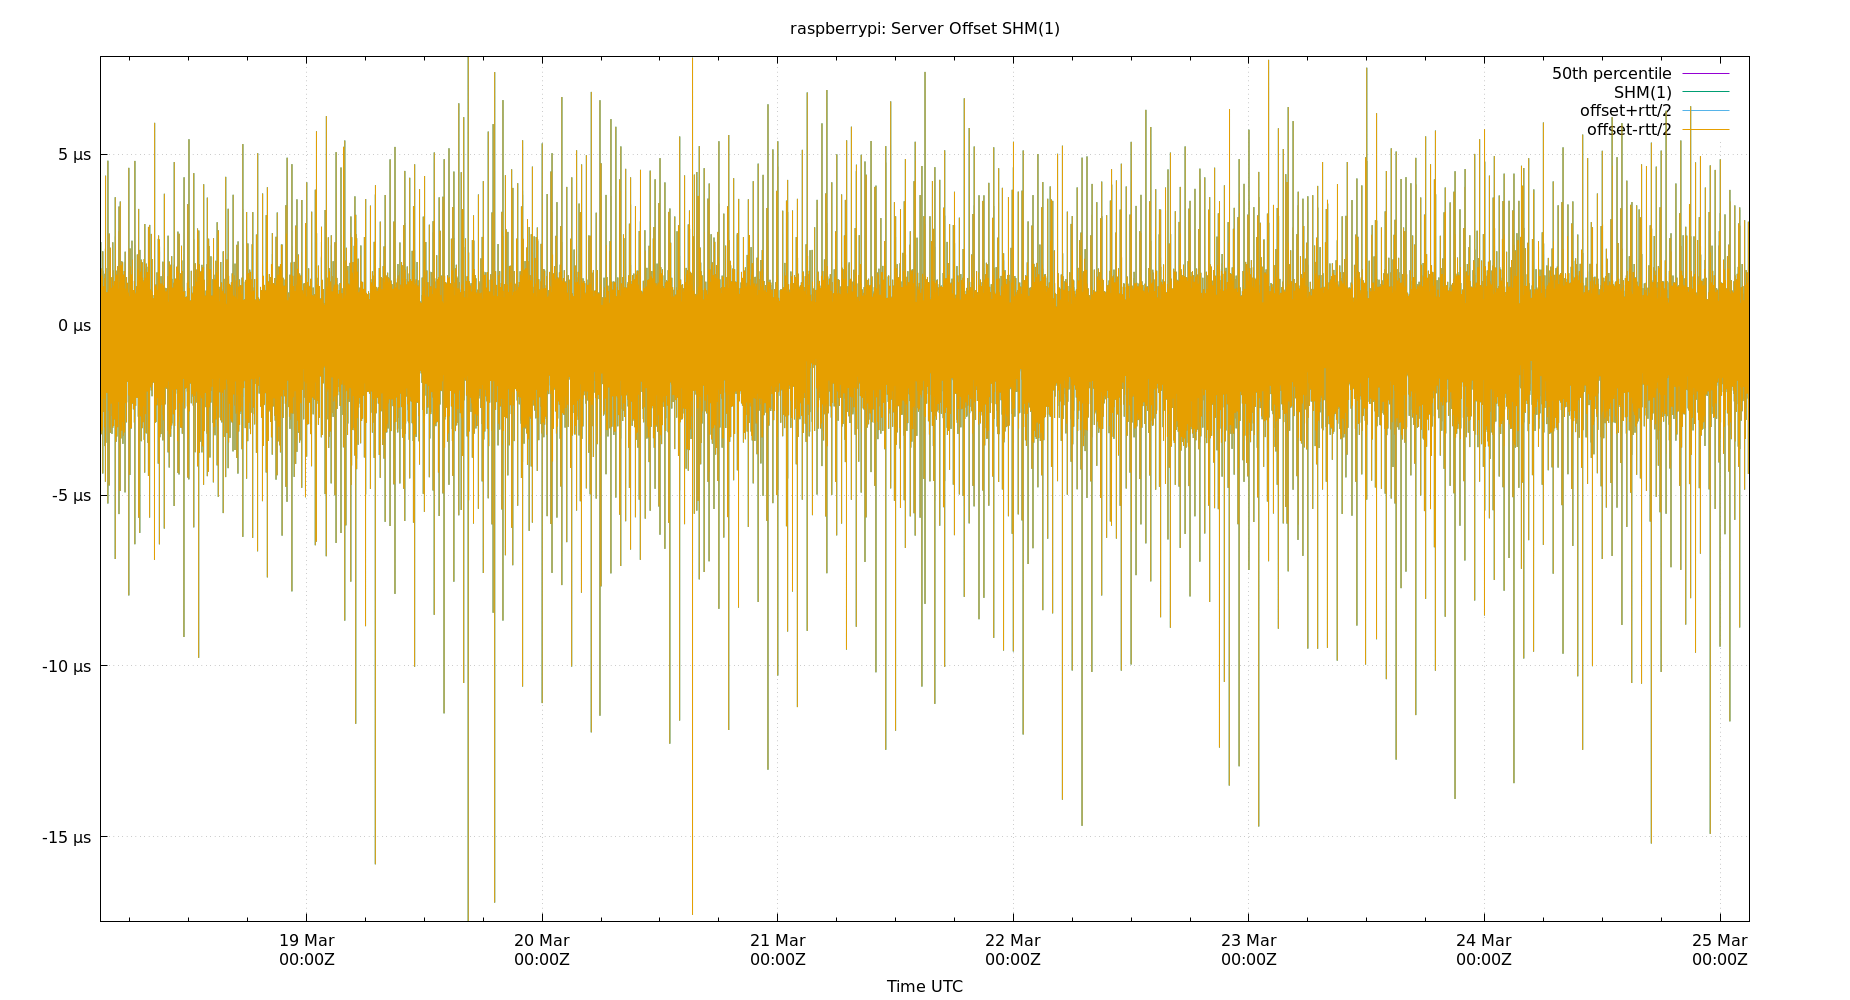 raspberrypi: Server Offset SHM(1)
50th percentile
SHM(1)
offset+rtt/2
offset-rtt/2
5 µs
0 µs
-5 µs
-10 µs
-15 µs
19 Mar 20 Mar 21 Mar 22 Mar 23 Mar 24 Mar 25 Mar
00:00Z 00:00Z 00:00Z 00:00Z 00:00Z 00:00Z 00:00Z
Time UTC